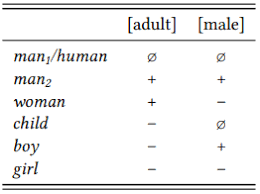 [adult] [male]
man₁/human ∅ ∅
man₂ + +
woman + –
child – ∅
boy – +
girl – –